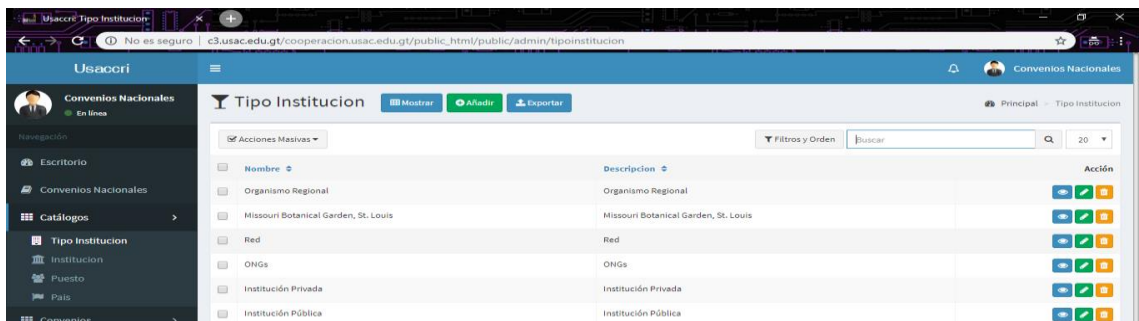 Usaccri Tipo Institucion
No es seguro | c3.usac.edu.gt/cooperacion.usac.edu.gt/public_html/public/admin/tipoinstitucion
Usaccri
Convenios Nacionales
Convenios Nacionales
En línea
Tipo Institucion
Mostrar
Añadir
Exportar
Principal
Tipo Institucion
Navegación
Acciones Masivas
Filtros y Orden
Buscar
20
Escritorio
Nombre
Descripcion
Acción
Convenios Nacionales
Organismo Regional
Organismo Regional
Catálogos
Missouri Botanical Garden, St. Louis
Missouri Botanical Garden, St. Louis
Tipo Institucion
Red
Red
Institucion
ONGs
ONGs
Puesto
Pais
Institución Privada
Institución Privada
Convenios
Institución Pública
Institución Pública